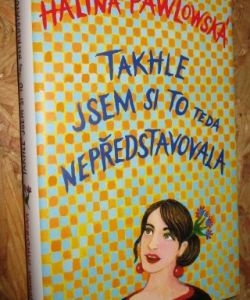 HALINA PAWLOWSKÁ
TAKHLE
JSEM SI TO TEDA
NEPŘEDSTAVOVALA